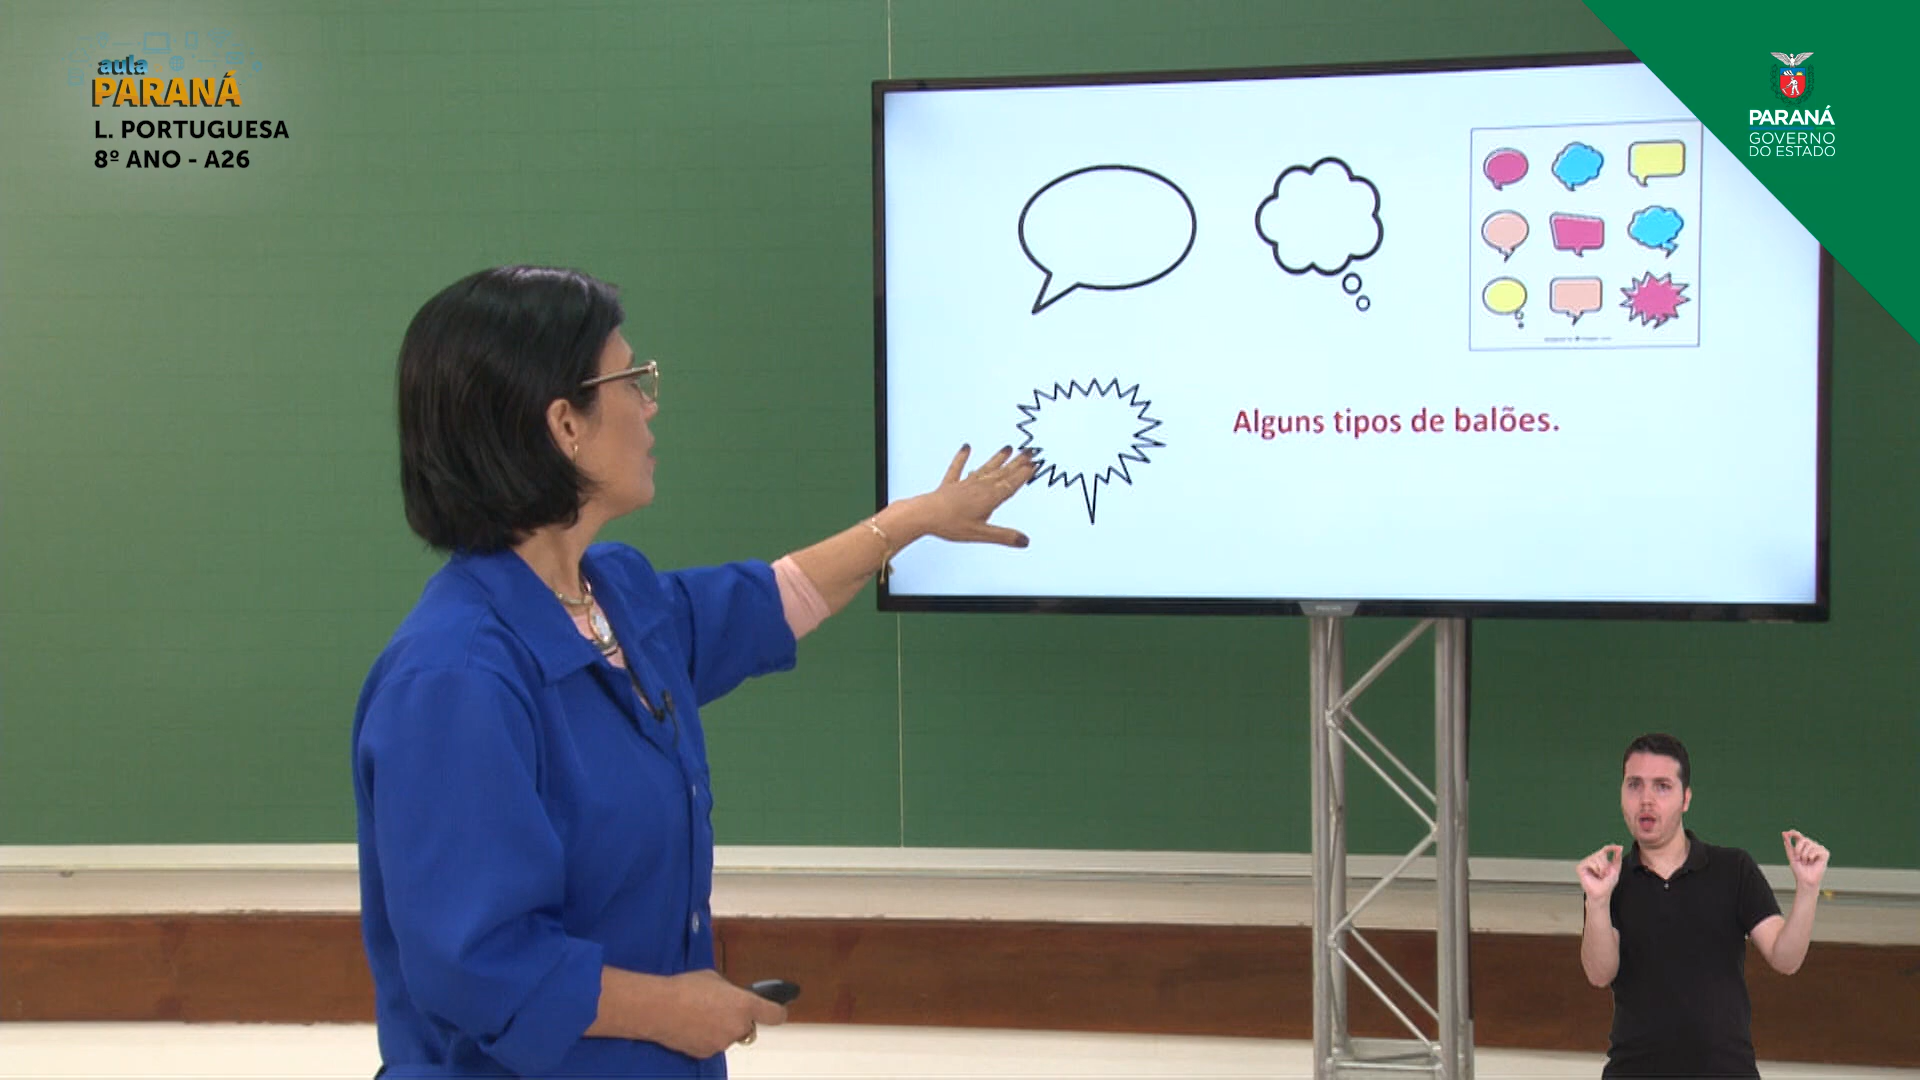 aula
PARANÁ
L. PORTUGUESA
8º ANO - A26
PARANÁ
GOVERNO
DO ESTADO
Alguns tipos de balões.